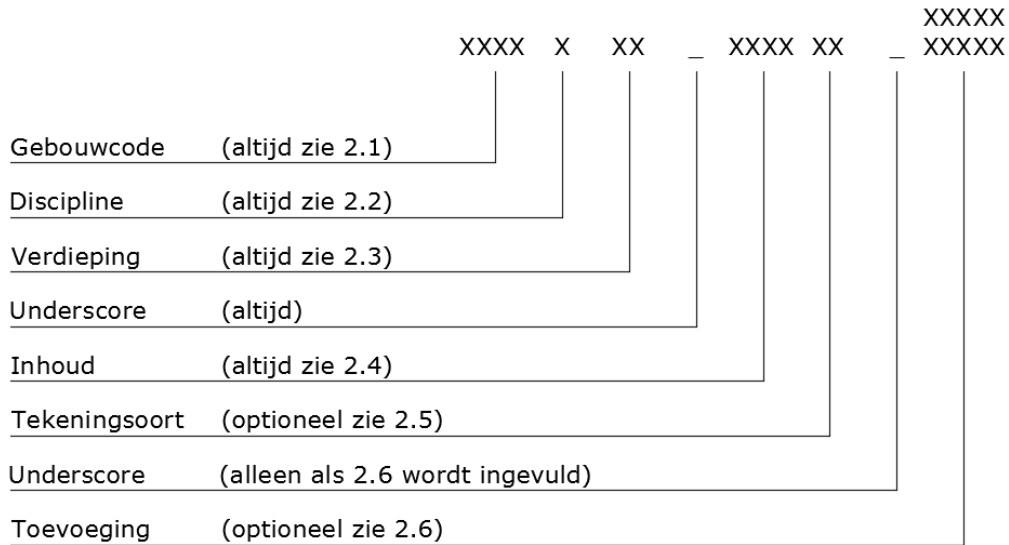 XXXXX
XXXX X XX _ XXXX XX _ XXXXX
Gebouwcode (altijd zie 2.1)
Discipline (altijd zie 2.2)
Verdieping (altijd zie 2.3)
Underscore (altijd)
Inhoud (altijd zie 2.4)
Tekeningsoort (optioneel zie 2.5)
Underscore (alleen als 2.6 wordt ingevuld)
Toevoeging (optioneel zie 2.6)